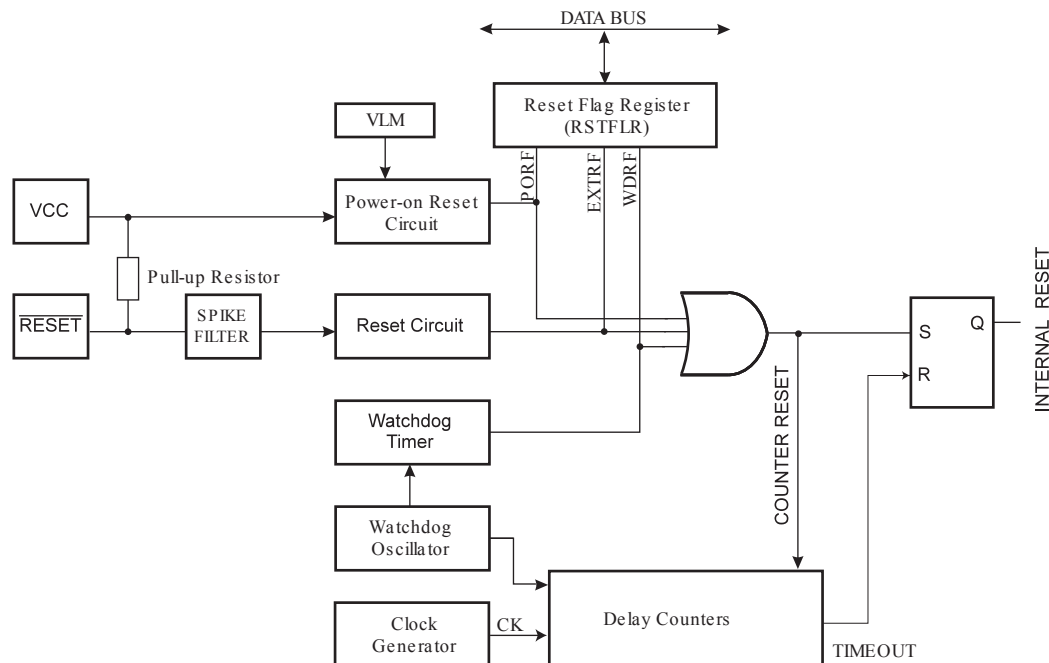 DATA BUS
Reset Flag Register
(RSTFLR)
VLM
PORF
EXTRF
WDRF
VCC
Power-on Reset
Circuit
Pull-up Resistor
RESET
SPIKE
FILTER
Reset Circuit
S
Q
R
INTERNAL RESET
Watchdog
Timer
COUNTER RESET
Watchdog
Oscillator
Clock
Generator
CK
Delay Counters
TIMEOUT